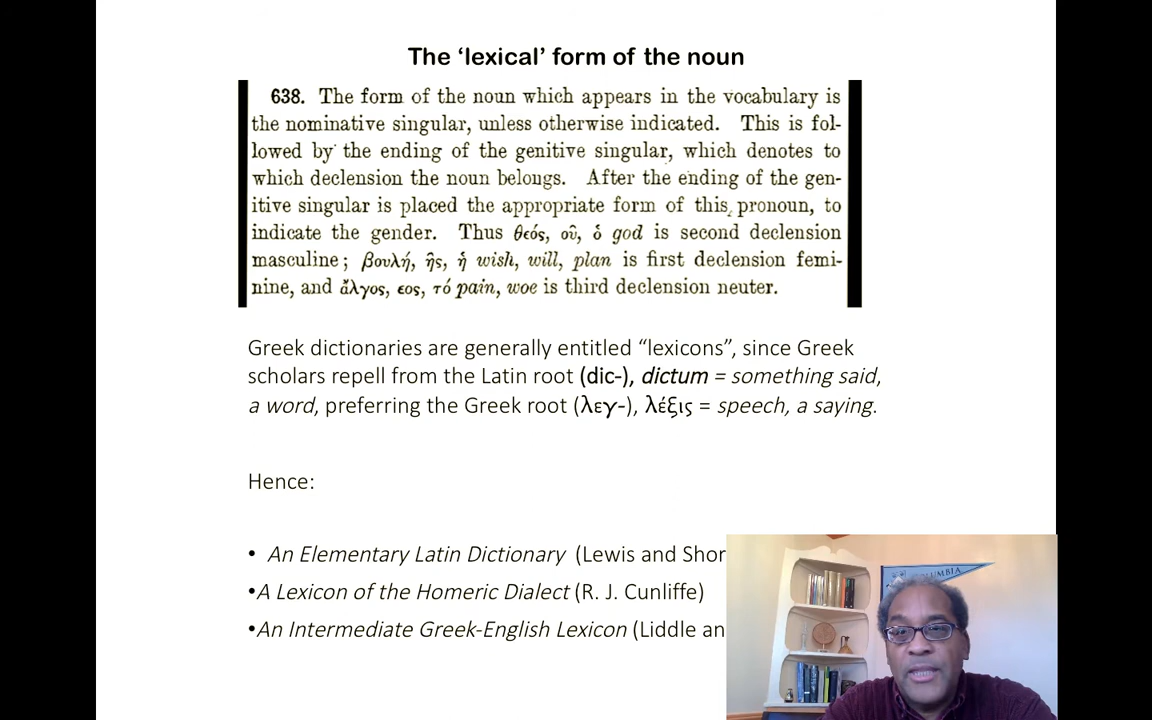 The ‘lexical’ form of the noun
638. The form of the noun which appears in the vocabulary is
the nominative singular, unless otherwise indicated. This is fol-
lowed by the ending of the genitive singular, which denotes to
which declension the noun belongs. After the ending of the gen-
itive singular is placed the appropriate form of this pronoun, to
indicate the gender. Thus θεός, οῦ, ὁ god is second declension
masculine; βουλή, ῆς, ἡ wish, will, plan is first declension femi-
nine, and ἄλγος, εος, τό pain, woe is third declension neuter.
Greek dictionaries are generally entitled “lexicons”, since Greek
scholars repell from the Latin root (dic-), dictum = something said,
a word, preferring the Greek root (λεγ-), λέξις = speech, a saying.
Hence:
• An Elementary Latin Dictionary (Lewis and Shor
•A Lexicon of the Homeric Dialect (R. J. Cunliffe)
•An Intermediate Greek-English Lexicon (Liddle an
COLUMBIA